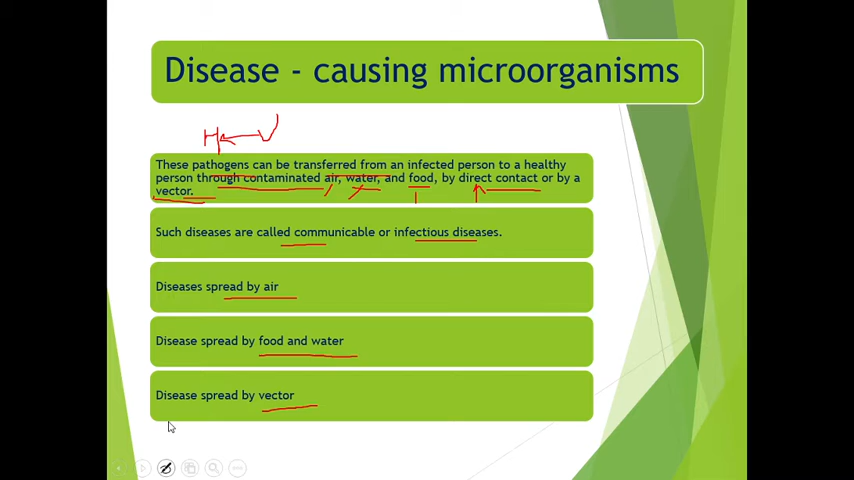 Disease - causing microorganisms
H
These pathogens can be transferred from an infected person to a healthy
person through contaminated air, water, and food, by direct contact or by a
vector.
Such diseases are called communicable or infectious diseases.
Diseases spread by air
Disease spread by food and water
Disease spread by vector